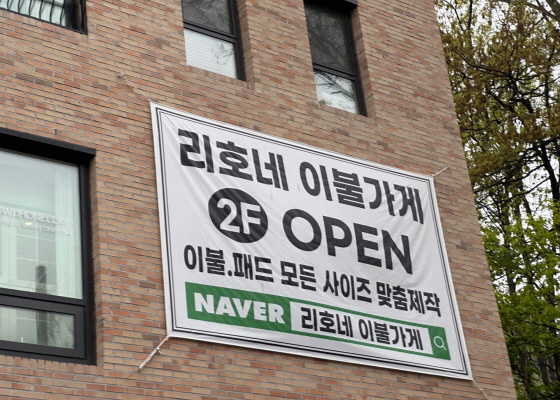 리호네 이불가게
2F OPEN
이불,패드 모든 사이즈 맞춤제작
NAVER 리호네 이불가게